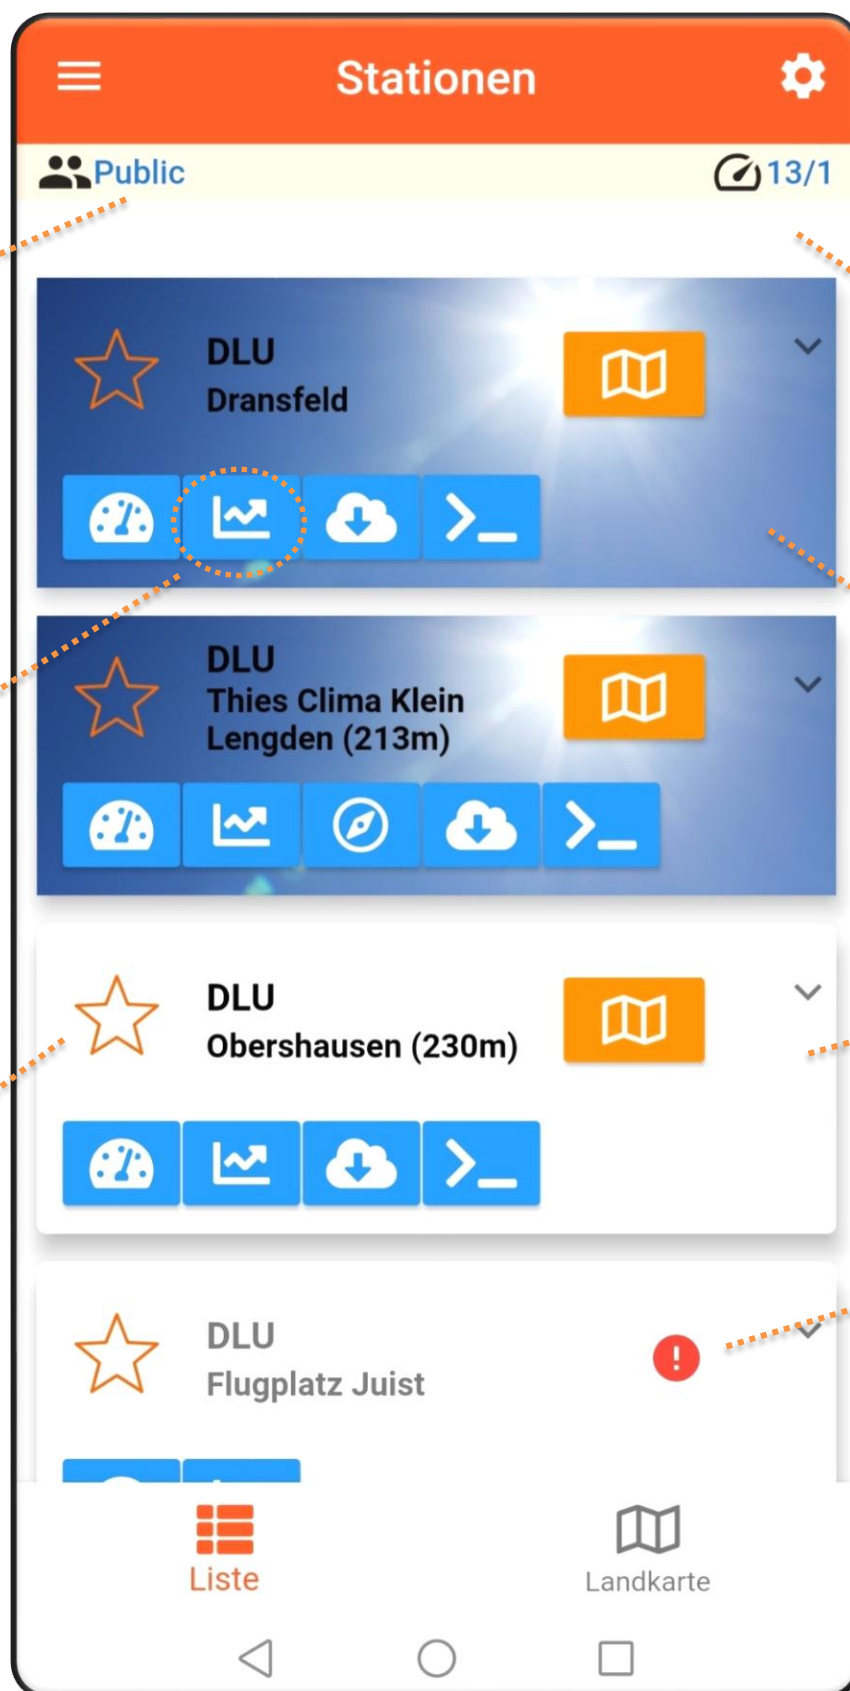 Stationen
Public
13/1
DLU
Dransfeld
DLU
Thies Clima Klein
Lengden (213m)
DLU
Obershausen (230m)
DLU
Flugplatz Juist
Liste
Landkarte